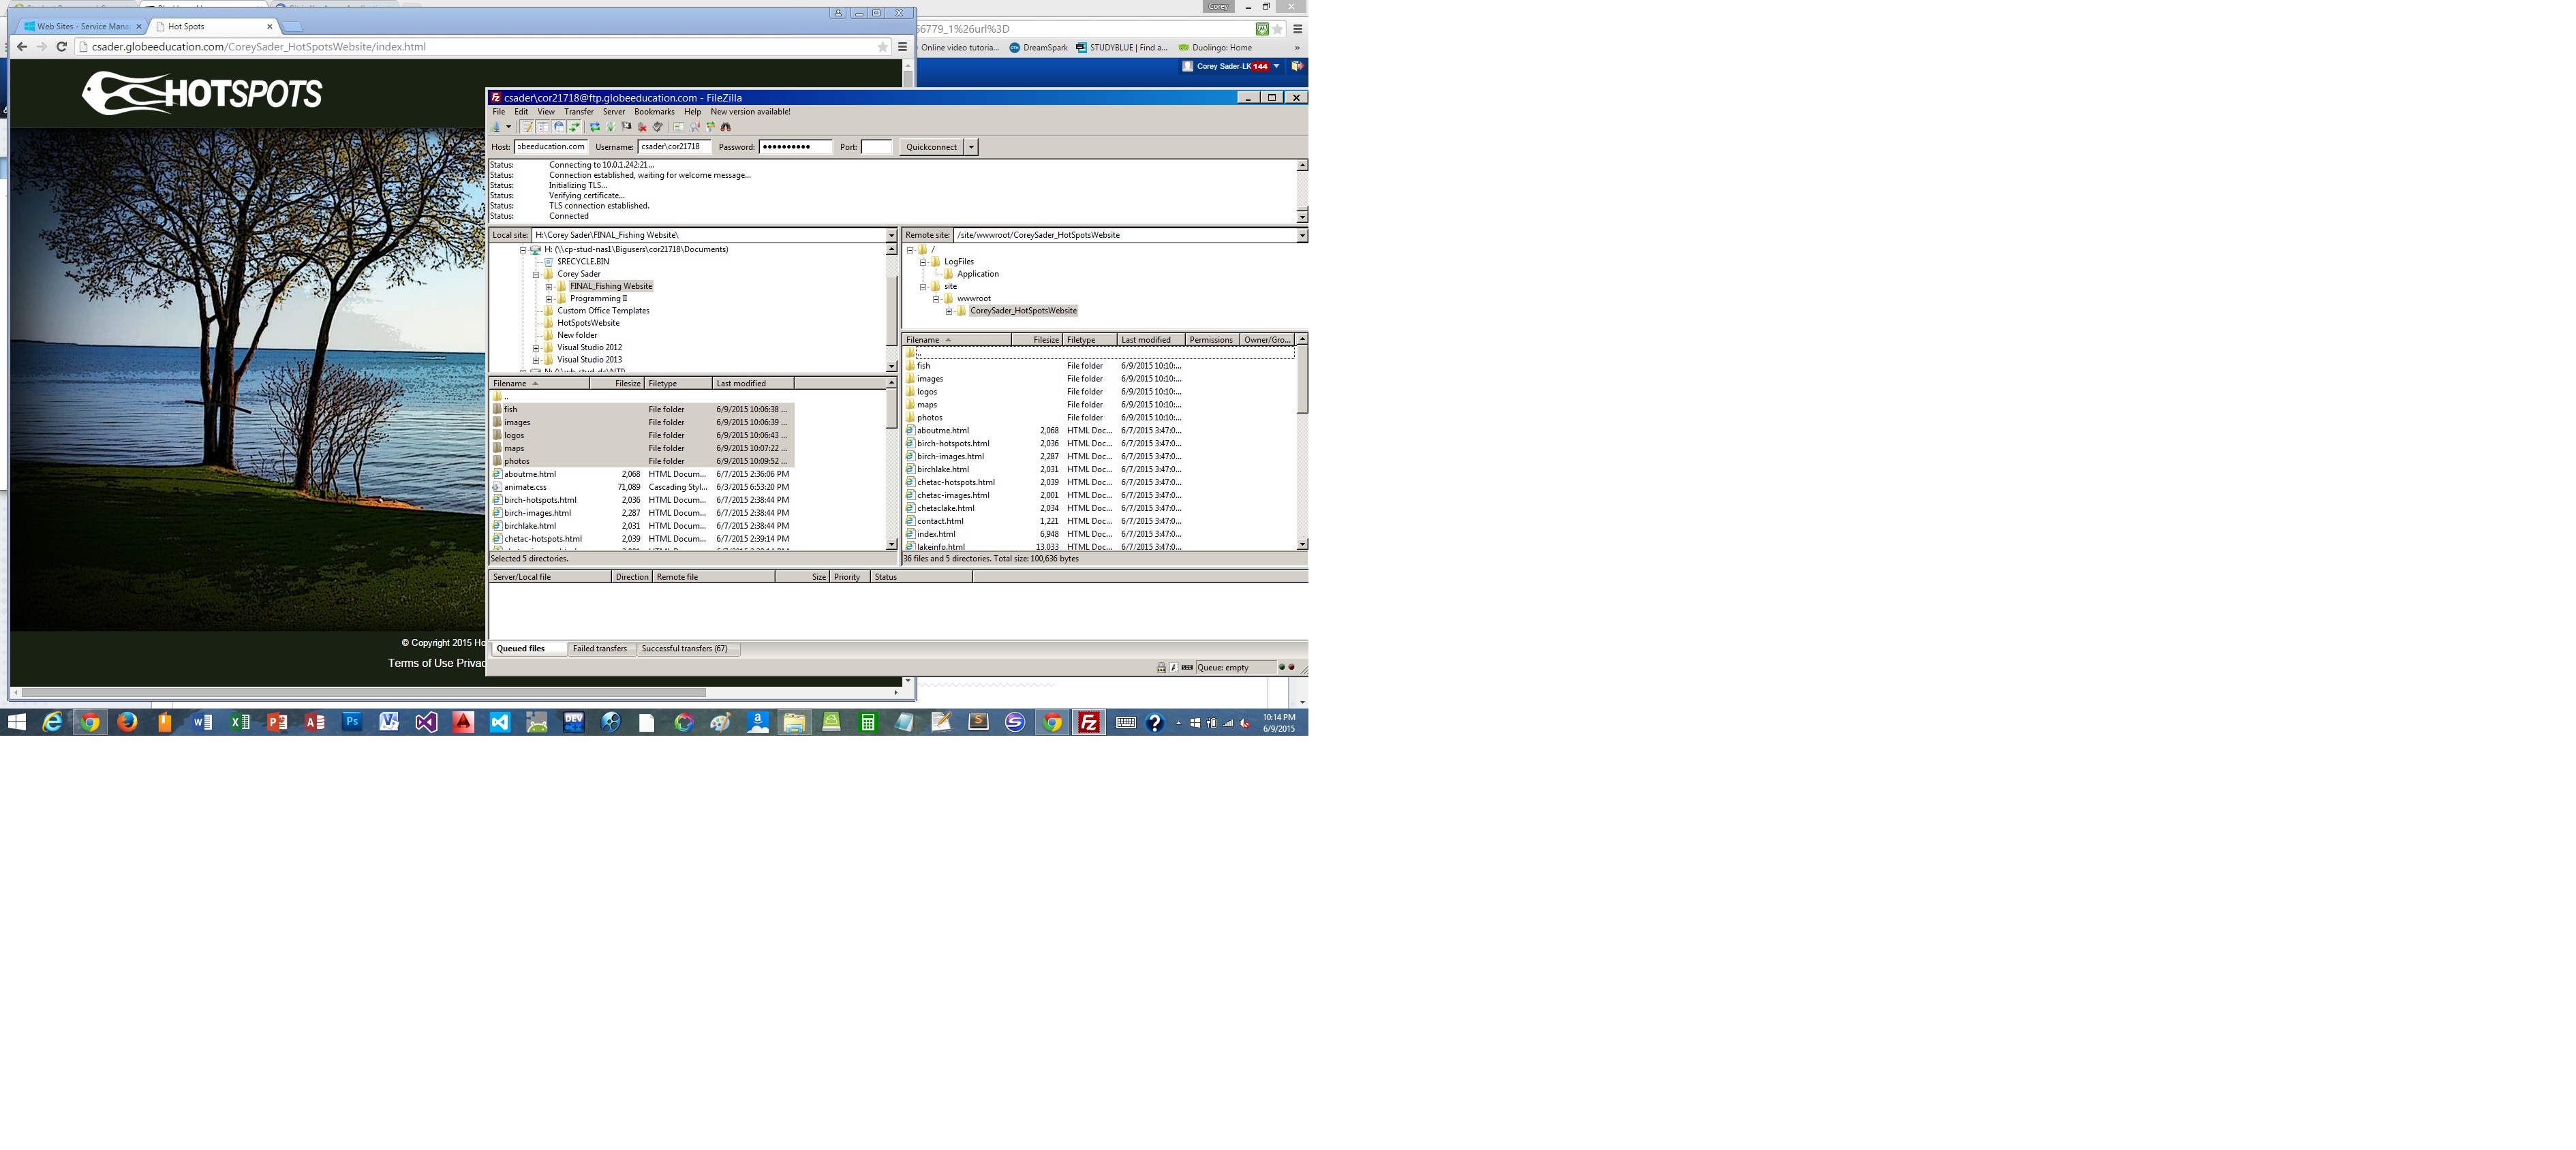 Corey
Web Sites - Service Mana
Hot Spots
csader.globeeducation.com/CoreySader_HotSpotsWebsite/index.html
66779_1%26url%3D
Online video tutoria...
DreamSpark
STUDYBLUE | Find a...
Duolingo: Home
»
Corey Sader-LK 144
HOTSPOTS
csader\cor21718@ftp.globeeducation.com - FileZilla
File Edit View Transfer Server Bookmarks Help New version available!
Host: obeeducation.com Username: csader\cor21718 Password: ●●●●●●●●●● Port: Quickconnect
Status: Connecting to 10.0.1.242:21...
Status: Connection established, waiting for welcome message...
Status: Initializing TLS...
Status: Verifying certificate...
Status: TLS connection established.
Status: Connected
Local site: H:\Corey Sader\FINAL_Fishing Website\
H: (\\cp-stud-nas1\Bigusers\cor21718\Documents)
$RECYCLE.BIN
Corey Sader
FINAL_Fishing Website
Programming II
Custom Office Templates
HotSpotsWebsite
New folder
Visual Studio 2012
Visual Studio 2013
Filename Filesize Filetype Last modified
..
fish File folder 6/9/2015 10:06:38 ...
images File folder 6/9/2015 10:06:39 ...
logos File folder 6/9/2015 10:06:43 ...
maps File folder 6/9/2015 10:07:22 ...
photos File folder 6/9/2015 10:09:52 ...
aboutme.html 2,068 HTML Docum... 6/7/2015 2:36:06 PM
animate.css 71,089 Cascading Styl... 6/3/2015 6:53:20 PM
birch-hotspots.html 2,036 HTML Docum... 6/7/2015 2:38:44 PM
birch-images.html 2,287 HTML Docum... 6/7/2015 2:38:44 PM
birchlake.html 2,031 HTML Docum... 6/7/2015 2:38:44 PM
chetac-hotspots.html 2,039 HTML Docum... 6/7/2015 2:39:14 PM
Selected 5 directories.
Remote site: /site/wwwroot/CoreySader_HotSpotsWebsite
/
LogFiles
Application
site
wwwroot
CoreySader_HotSpotsWebsite
Filename Filesize Filetype Last modified Permissions Owner/Gro...
..
fish File folder 6/9/2015 10:10:...
images File folder 6/9/2015 10:10:...
logos File folder 6/9/2015 10:10:...
maps File folder 6/9/2015 10:10:...
photos File folder 6/9/2015 10:10:...
aboutme.html 2,068 HTML Doc... 6/7/2015 3:47:0...
birch-hotspots.html 2,036 HTML Doc... 6/7/2015 3:47:0...
birch-images.html 2,287 HTML Doc... 6/7/2015 3:47:0...
birchlake.html 2,031 HTML Doc... 6/7/2015 3:47:0...
chetac-hotspots.html 2,039 HTML Doc... 6/7/2015 3:47:0...
chetac-images.html 2,001 HTML Doc... 6/7/2015 3:47:0...
chetaclake.html 2,034 HTML Doc... 6/7/2015 3:47:0...
contact.html 1,221 HTML Doc... 6/7/2015 3:47:0...
index.html 6,948 HTML Doc... 6/7/2015 3:47:0...
lakeinfo.html 13,033 HTML Doc... 6/7/2015 3:47:0...
36 files and 5 directories. Total size: 100,636 bytes
Server/Local file Direction Remote file Size Priority Status
Queued files Failed transfers Successful transfers (67)
Queue: empty
© Copyright 2015 Ho
Terms of Use Privac
10:14 PM
6/9/2015